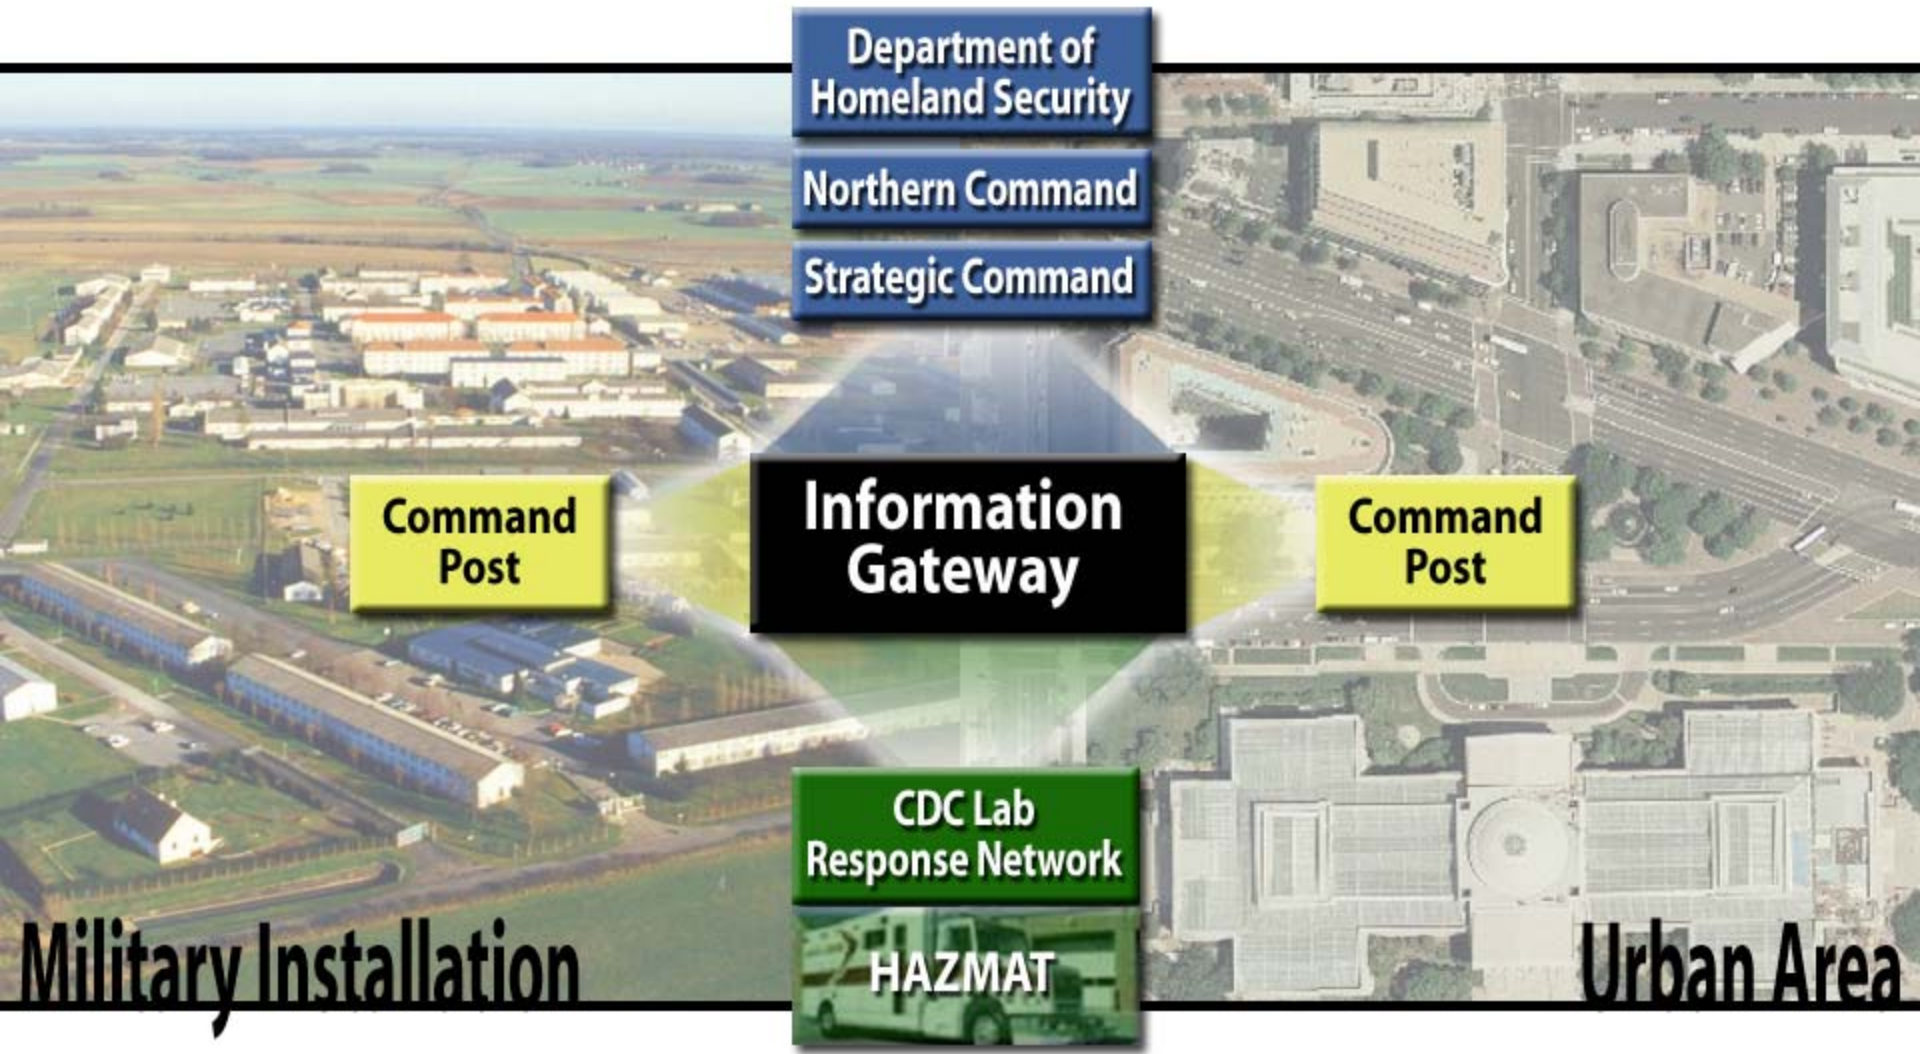 Department of
Homeland Security
Northern Command
Strategic Command
Command
Post
Information
Gateway
Command
Post
CDC Lab
Response Network
HAZMAT
Military Installation
Urban Area